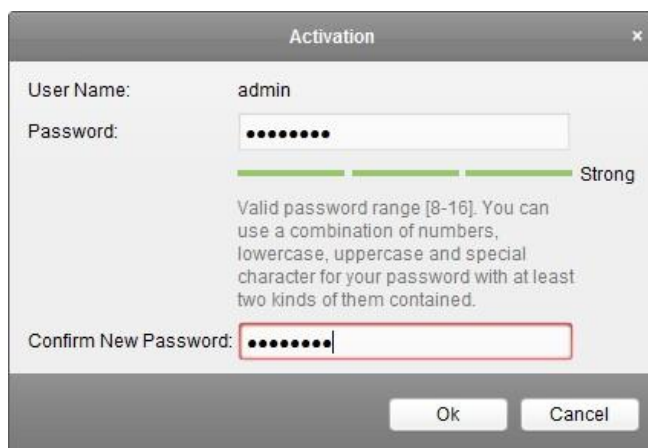 Activation
×
User Name: admin
Password: ●●●●●●●●
Strong
Valid password range [8-16]. You can
use a combination of numbers,
lowercase, uppercase and special
character for your password with at least
two kinds of them contained.
Confirm New Password: ●●●●●●●●
Ok Cancel